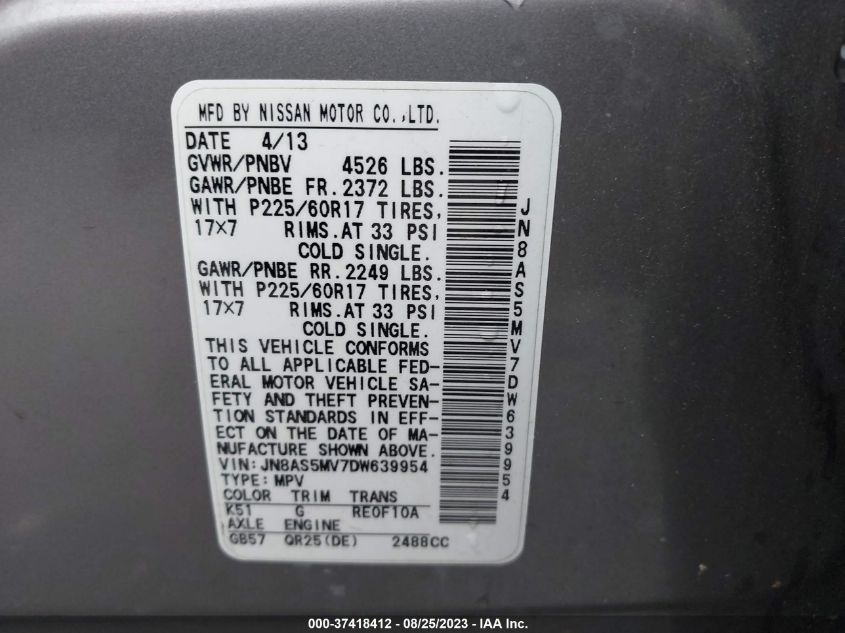 MFD BY NISSAN MOTOR CO.,LTD.
DATE 4/13
GVWR/PNBV 4526 LBS.
GAWR/PNBE FR. 2372 LBS.
WITH P225/60R17 TIRES,
17×7 RIMS.AT 33 PSI
COLD SINGLE.
GAWR/PNBE RR. 2249 LBS.
WITH P225/60R17 TIRES,
17×7 RIMS.AT 33 PSI
COLD SINGLE.
THIS VEHICLE CONFORMS
TO ALL APPLICABLE FED-
ERAL MOTOR VEHICLE SA-
FETY AND THEFT PREVEN-
TION STANDARDS IN EFF-
ECT ON THE DATE OF MA-
NUFACTURE SHOWN ABOVE.
VIN: JN8AS5MV7DW639954
TYPE: MPV
COLOR TRIM TRANS
K51 G RE0F10A
AXLE ENGINE
GB57 QR25(DE) 2488CC
JN8AS5MV7DW639954
000-37418412 - 08/25/2023 - IAA Inc.